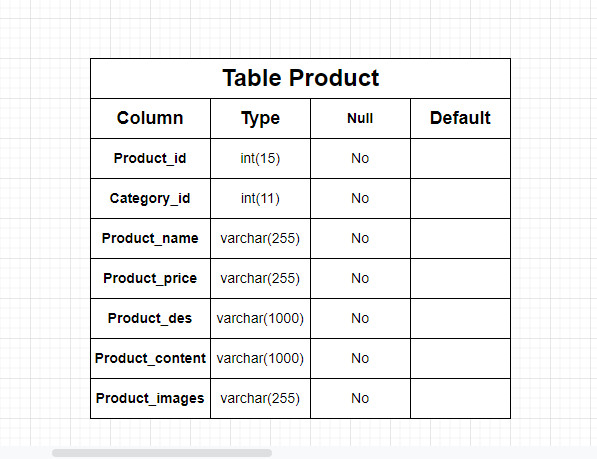 Table Product
Column Type Null Default
Product_id int(15) No
Category_id int(11) No
Product_name varchar(255) No
Product_price varchar(255) No
Product_des varchar(1000) No
Product_content varchar(1000) No
Product_images varchar(255) No